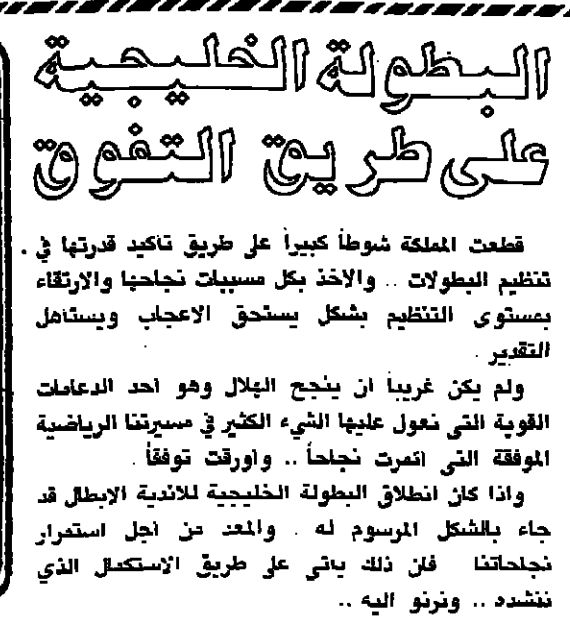 البطولة الخليجية
على طريق التفوق
قطعت المملكة شوطاً كبيراً على طريق تاكيد قدرتها في .
تنظيم البطولات .. والاخذ بكل مسببات نجاحها والارتقاء
بمستوى التنظيم بشكل يستحق الاعجاب ويستاهل
التقدير .
ولم يكن غريباً ان ينجح الهلال وهو احد الدعامات
القوية التي نعول عليها الشيء الكثير في مسيرتنا الرياضية
الموفقة التي اثمرت نجاحاً .. واورقت توفقاً .
واذا كان انطلاق البطولة الخليجية للاندية الابطال قد
جاء بالشكل المرسوم له . والمعد من اجل استمرار
نجاحاتنا فان ذلك ياتي على طريق الاستكمال الذي
ننشده .. ونرنو اليه ..